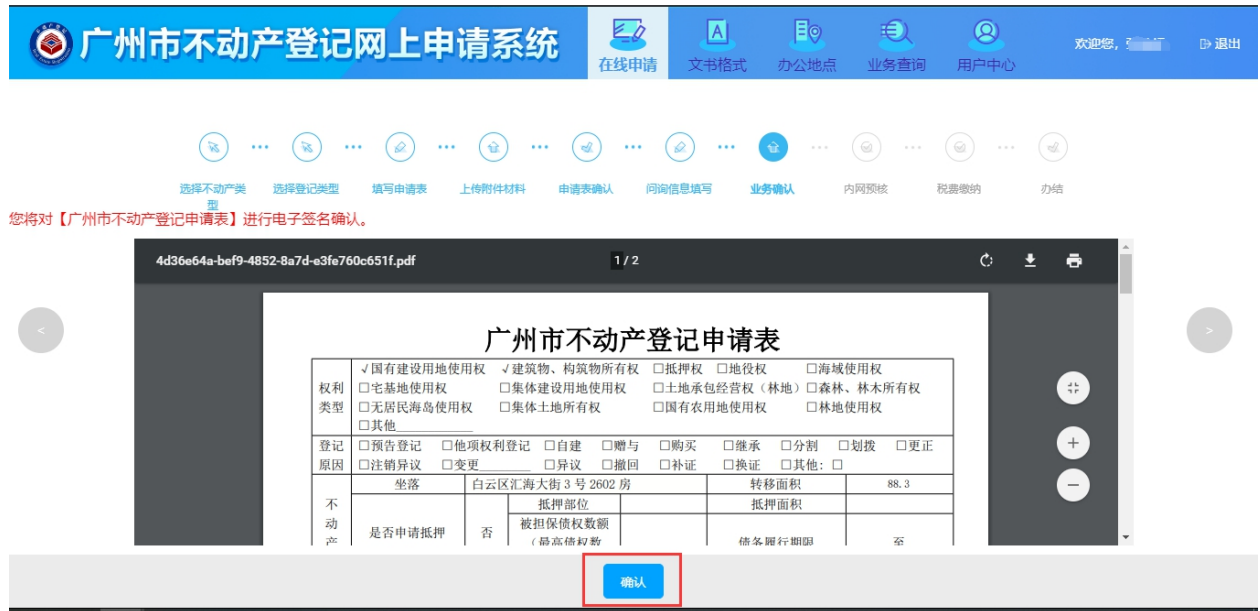 广州市不动产登记网上申请系统
在线申请 文书格式 办公地点 业务查询 用户中心
欢迎您, 退出
选择不动产类型 选择登记类型 填写申请表 上传附件材料 申请表确认 问询信息填写 业务确认 内网预核 税费缴纳 办结
您将对【广州市不动产登记申请表】进行电子签名确认。
4d36e64a-bef9-4852-8a7d-e3fe760c651f.pdf 1 / 2
广州市不动产登记申请表
权利类型
√国有建设用地使用权 √建筑物、构筑物所有权 □抵押权 □地役权 □海域使用权
□宅基地使用权 □集体建设用地使用权 □土地承包经营权（林地）□森林、林木所有权
□无居民海岛使用权 □集体土地所有权 □国有农用地使用权 □林地使用权
□其他
登记原因
□预告登记 □他项权利登记 □自建 □赠与 □购买 □继承 □分割 □划拨 □更正
□注销异议 □变更 □异议 □撤回 □补证 □换证 □其他: □
不动产
坐落 白云区汇海大街 3 号 2602 房 转移面积 88.3
抵押部位 抵押面积
是否申请抵押 否 被担保债权数额
（最高债权数 债务履行期限 至
确认